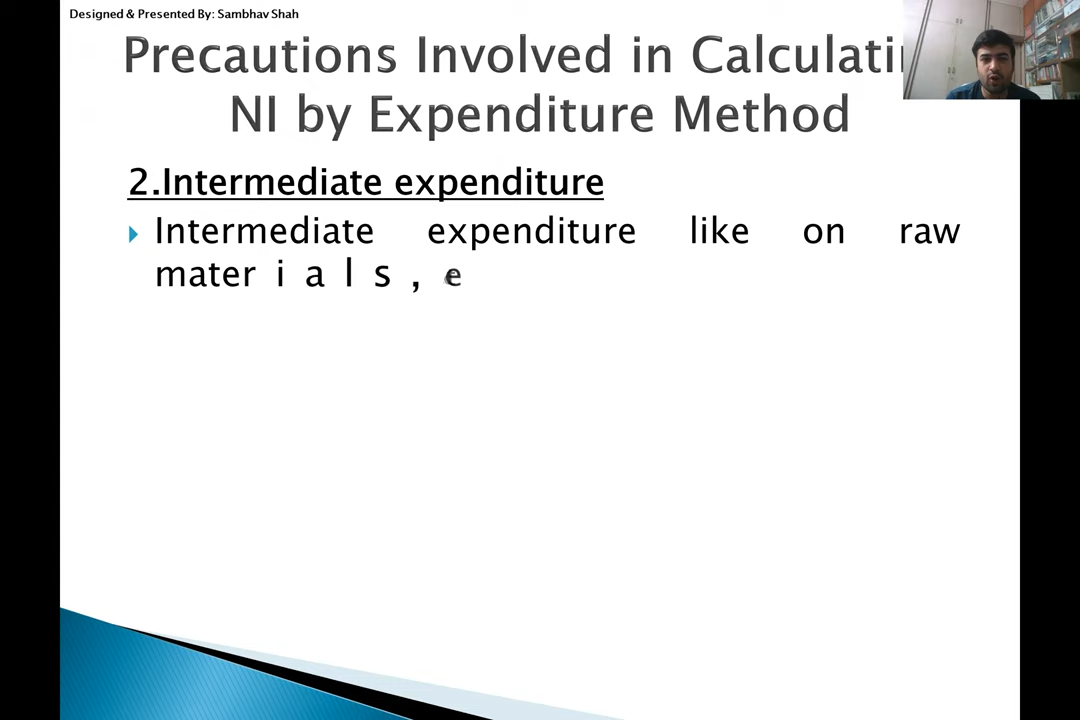 Designed & Presented By: Sambhav Shah
Precautions Involved in Calculati
NI by Expenditure Method
2.Intermediate expenditure
Intermediate expenditure like on raw
materials, e